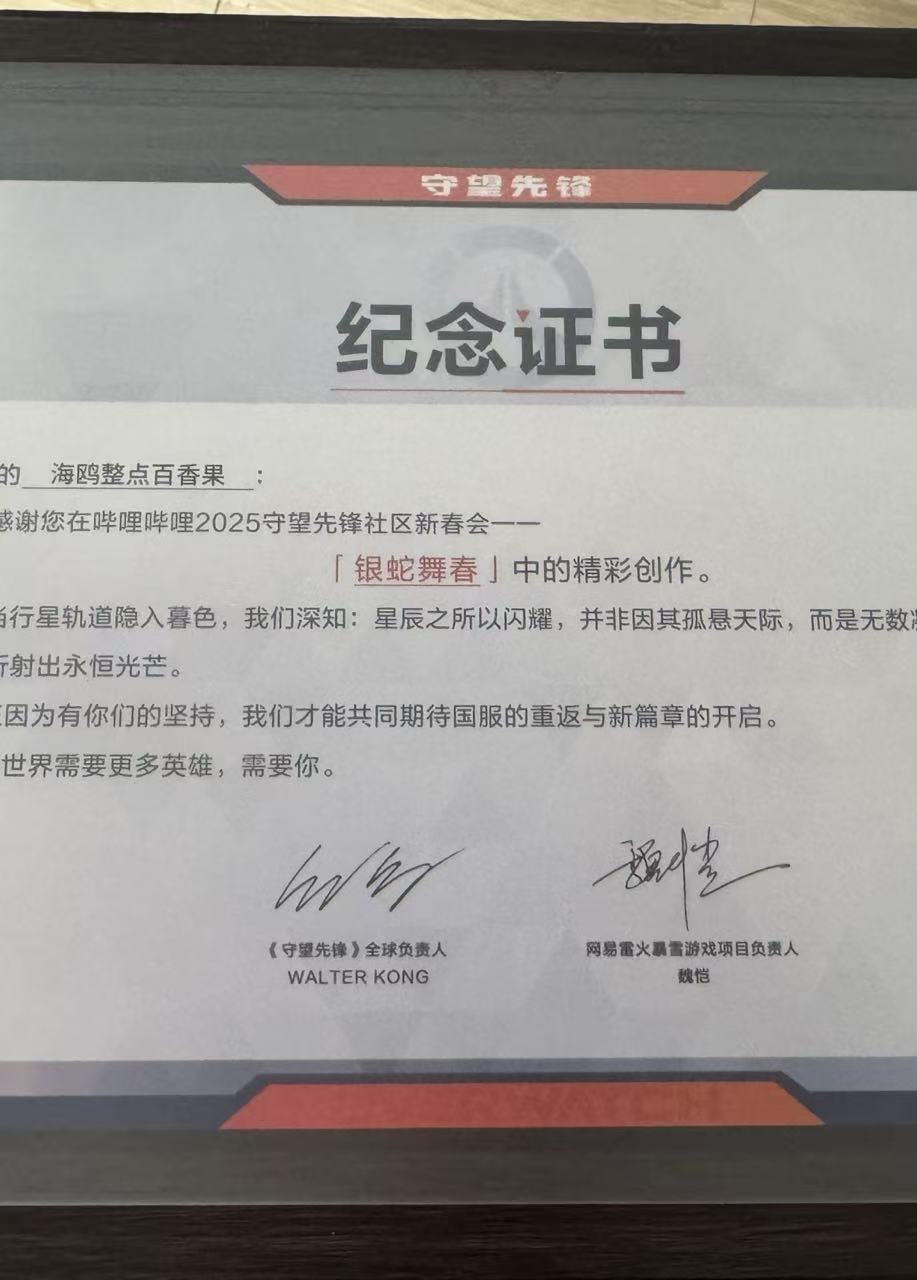 守望先锋
纪念证书
的 海鸥整点百香果 :
感谢您在哔哩哔哩2025守望先锋社区新春会——
「银蛇舞春」中的精彩创作。
当行星轨道隐入暮色，我们深知：星辰之所以闪耀，并非因其孤悬天际，而是无数
折射出永恒光芒。
正因为有你们的坚持，我们才能共同期待国服的重返与新篇章的开启。
世界需要更多英雄，需要你。
魏恺
《守望先锋》全球负责人
WALTER KONG
网易雷火暴雪游戏项目负责人
魏恺